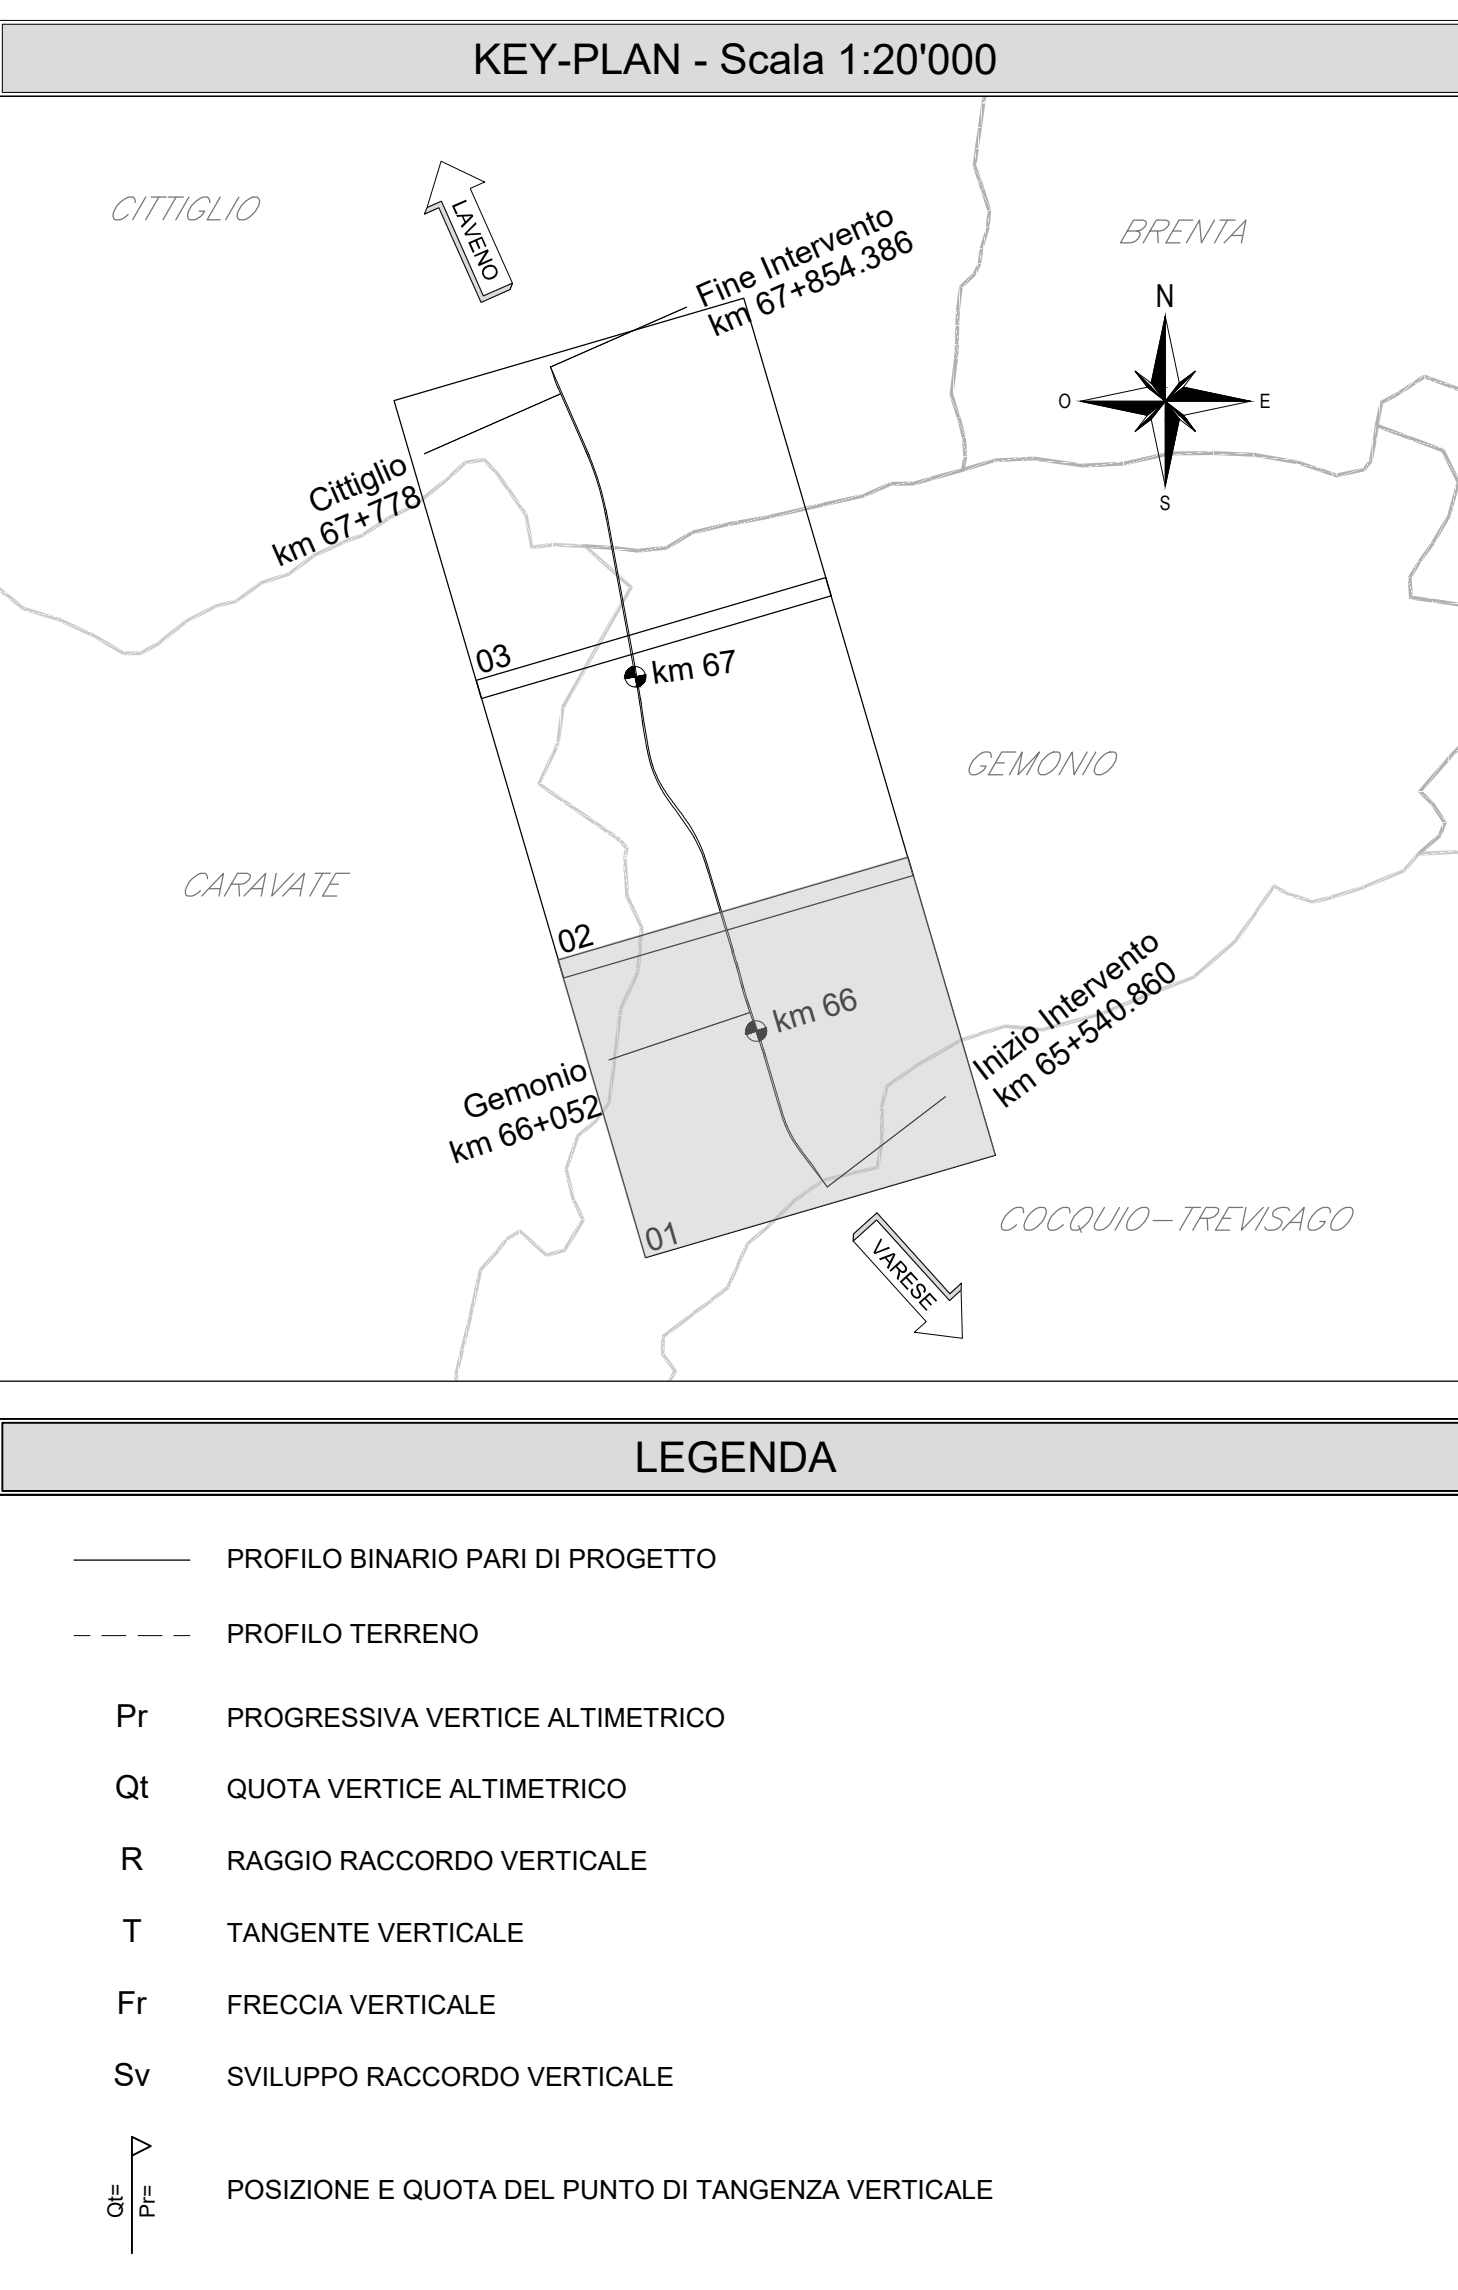 KEY-PLAN - Scala 1:20'000
CITTIGLIO
LAVENO
Fine Intervento
km 67+854.386
BRENTA
N
O
E
S
Cittiglio
km 67+778
03
km 67
GEMONIO
CARAVATE
02
km 66
Inizio Intervento
km 65+540.860
Gemonio
km 66+052
01
COCQUIO-TREVISAGO
VARESE
LEGENDA
PROFILO BINARIO PARI DI PROGETTO
PROFILO TERRENO
Pr PROGRESSIVA VERTICE ALTIMETRICO
Qt QUOTA VERTICE ALTIMETRICO
R RAGGIO RACCORDO VERTICALE
T TANGENTE VERTICALE
Fr FRECCIA VERTICALE
Sv SVILUPPO RACCORDO VERTICALE
Qt=
Pr=
POSIZIONE E QUOTA DEL PUNTO DI TANGENZA VERTICALE